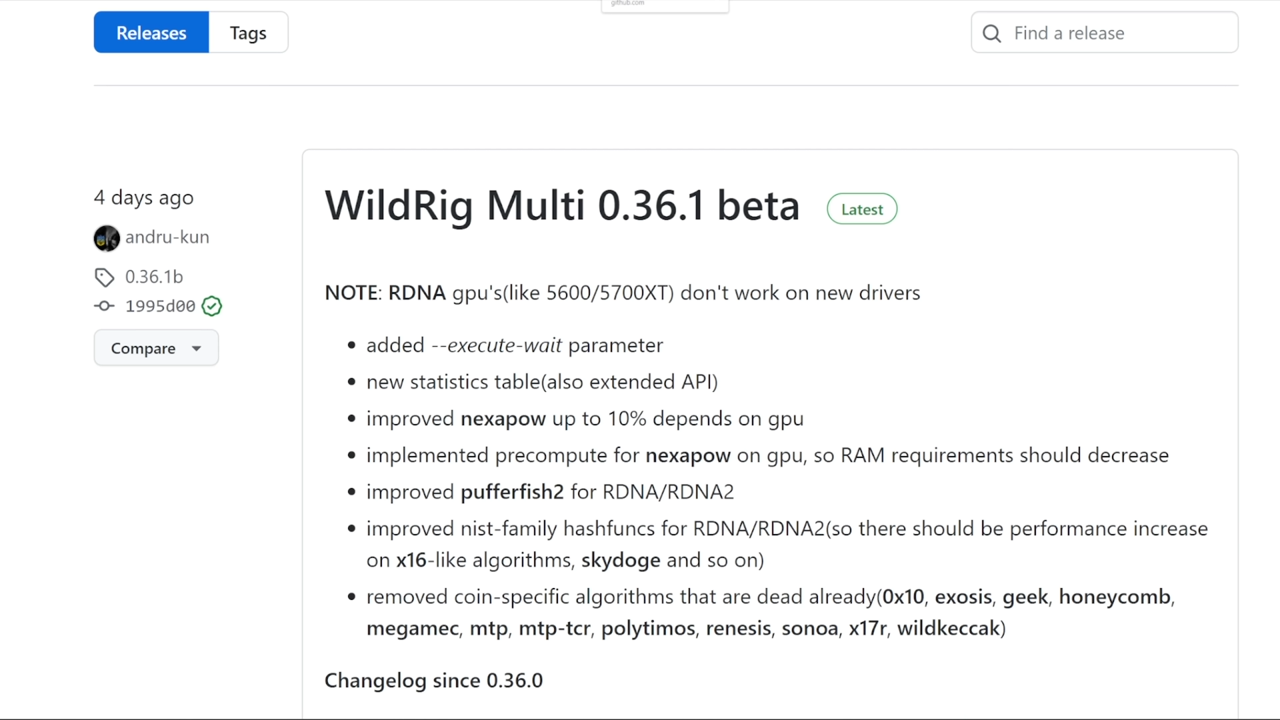 github.com
Releases
Tags
Find a release
4 days ago
andru-kun
0.36.1b
1995d00
Compare
WildRig Multi 0.36.1 beta
Latest
NOTE: RDNA gpu's(like 5600/5700XT) don't work on new drivers
• added --execute-wait parameter
• new statistics table(also extended API)
• improved nexapow up to 10% depends on gpu
• implemented precompute for nexapow on gpu, so RAM requirements should decrease
• improved pufferfish2 for RDNA/RDNA2
• improved nist-family hashfuncs for RDNA/RDNA2(so there should be performance increase
on x16-like algorithms, skydoge and so on)
• removed coin-specific algorithms that are dead already(0x10, exosis, geek, honeycomb,
megamec, mtp, mtp-tcr, polytimos, renesis, sonoa, x17r, wildkeccak)
Changelog since 0.36.0